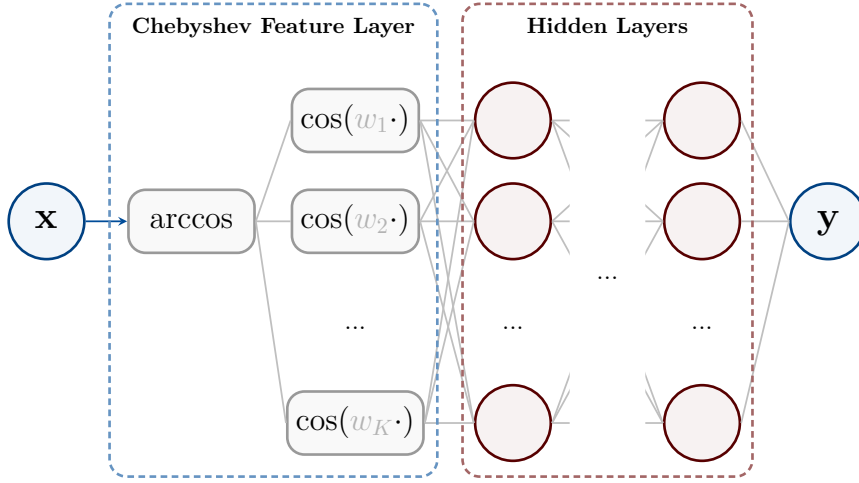 Chebyshev Feature Layer
Hidden Layers
cos(w₁·)
x
arccos
cos(w₂·)
y
...
...
...
...
cos(w_K·)